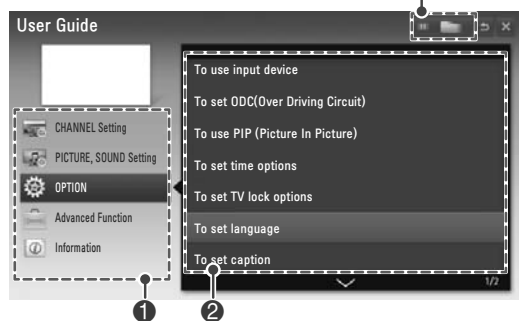 User Guide
CHANNEL Setting
PICTURE, SOUND Setting
OPTION
Advanced Function
Information
To use input device
To set ODC(Over Driving Circuit)
To use PIP (Picture In Picture)
To set time options
To set TV lock options
To set language
To set caption
1/2
1
2